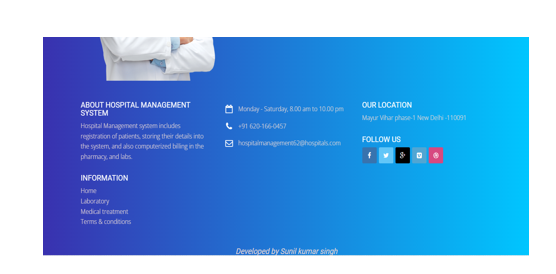 ABOUT HOSPITAL MANAGEMENT
SYSTEM
Hospital Management system includes
registration of patients, storing their details into
the system, and also computerized billing in the
pharmacy, and labs.
INFORMATION
Home
Laboratory
Medical treatment
Terms & conditions
Monday - Saturday, 8.00 am to 10.00 pm
+91 620-166-0457
hospitalmanagement62@hospitals.com
OUR LOCATION
Mayur Vihar phase-1 New Delhi -110091
FOLLOW US
Developed by Sunil kumar singh